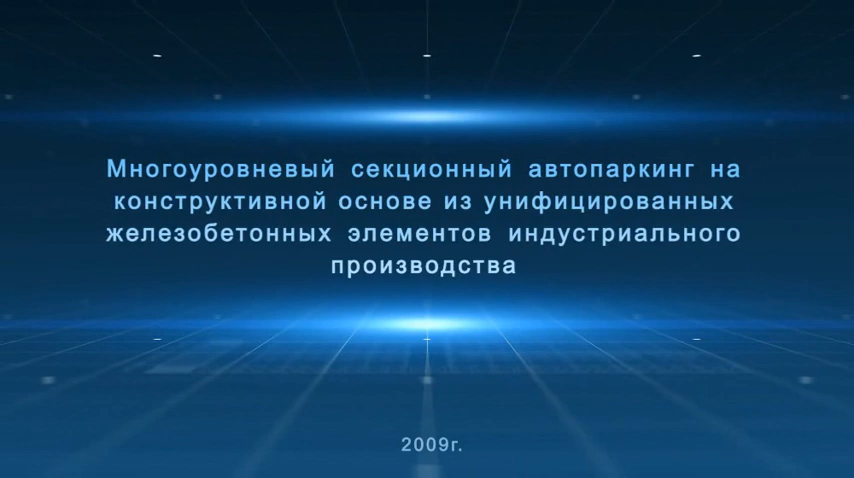 Многоуровневый секционный автопаркинг на
конструктивной основе из унифицированных
железобетонных элементов индустриального
производства
2009г.